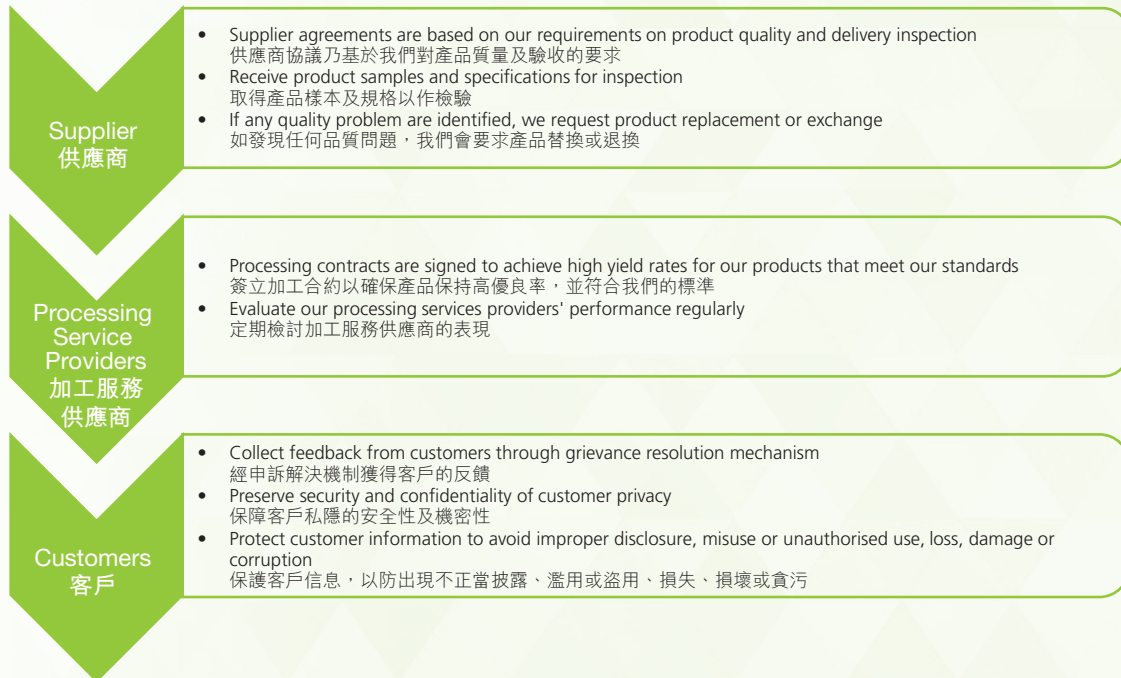 Supplier
供應商
• Supplier agreements are based on our requirements on product quality and delivery inspection
供應商協議乃基於我們對產品質量及驗收的要求
• Receive product samples and specifications for inspection
取得產品樣本及規格以作檢驗
• If any quality problem are identified, we request product replacement or exchange
如發現任何品質問題，我們會要求產品替換或退換
Processing
Service
Providers
加工服務
供應商
• Processing contracts are signed to achieve high yield rates for our products that meet our standards
簽立加工合約以確保產品保持高優良率，並符合我們的標準
• Evaluate our processing services providers' performance regularly
定期檢討加工服務供應商的表現
Customers
客戶
• Collect feedback from customers through grievance resolution mechanism
經申訴解決機制獲得客戶的反饋
• Preserve security and confidentiality of customer privacy
保障客戶私隱的安全性及機密性
• Protect customer information to avoid improper disclosure, misuse or unauthorised use, loss, damage or
corruption
保護客戶信息，以防出現不正當披露、濫用或盜用、損失、損壞或貪污